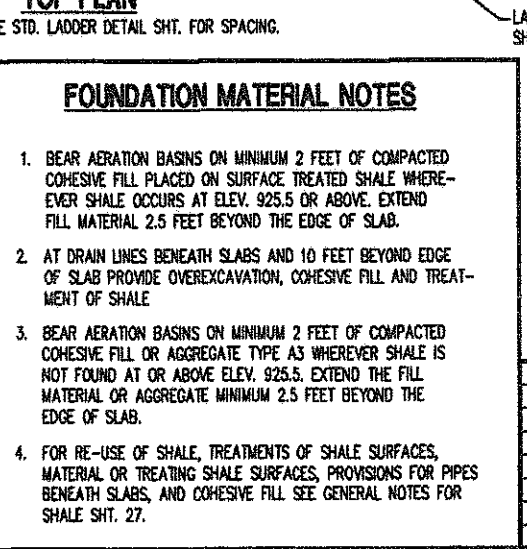 TOP PLAN
E STD. LADDER DETAIL SHT. FOR SPACING.
LA
SH
FOUNDATION MATERIAL NOTES
1. BEAR AERATION BASINS ON MINIMUM 2 FEET OF COMPACTED
COHESIVE FILL PLACED ON SURFACE TREATED SHALE WHERE-
EVER SHALE OCCURS AT ELEV. 925.5 OR ABOVE. EXTEND
FILL MATERIAL 2.5 FEET BEYOND THE EDGE OF SLAB.
2. AT DRAIN LINES BENEATH SLABS AND 10 FEET BEYOND EDGE
OF SLAB PROVIDE OVEREXCAVATION, COHESIVE FILL AND TREAT-
MENT OF SHALE
3. BEAR AERATION BASINS ON MINIMUM 2 FEET OF COMPACTED
COHESIVE FILL OR AGGREGATE TYPE A3 WHEREVER SHALE IS
NOT FOUND AT OR ABOVE ELEV. 925.5. EXTEND THE FILL
MATERIAL OR AGGREGATE MINIMUM 2.5 FEET BEYOND THE
EDGE OF SLAB.
4. FOR RE-USE OF SHALE, TREATMENTS OF SHALE SURFACES,
MATERIAL OR TREATING SHALE SURFACES, PROVISIONS FOR PIPES
BENEATH SLABS, AND COHESIVE FILL SEE GENERAL NOTES FOR
SHALE SHT. 27.